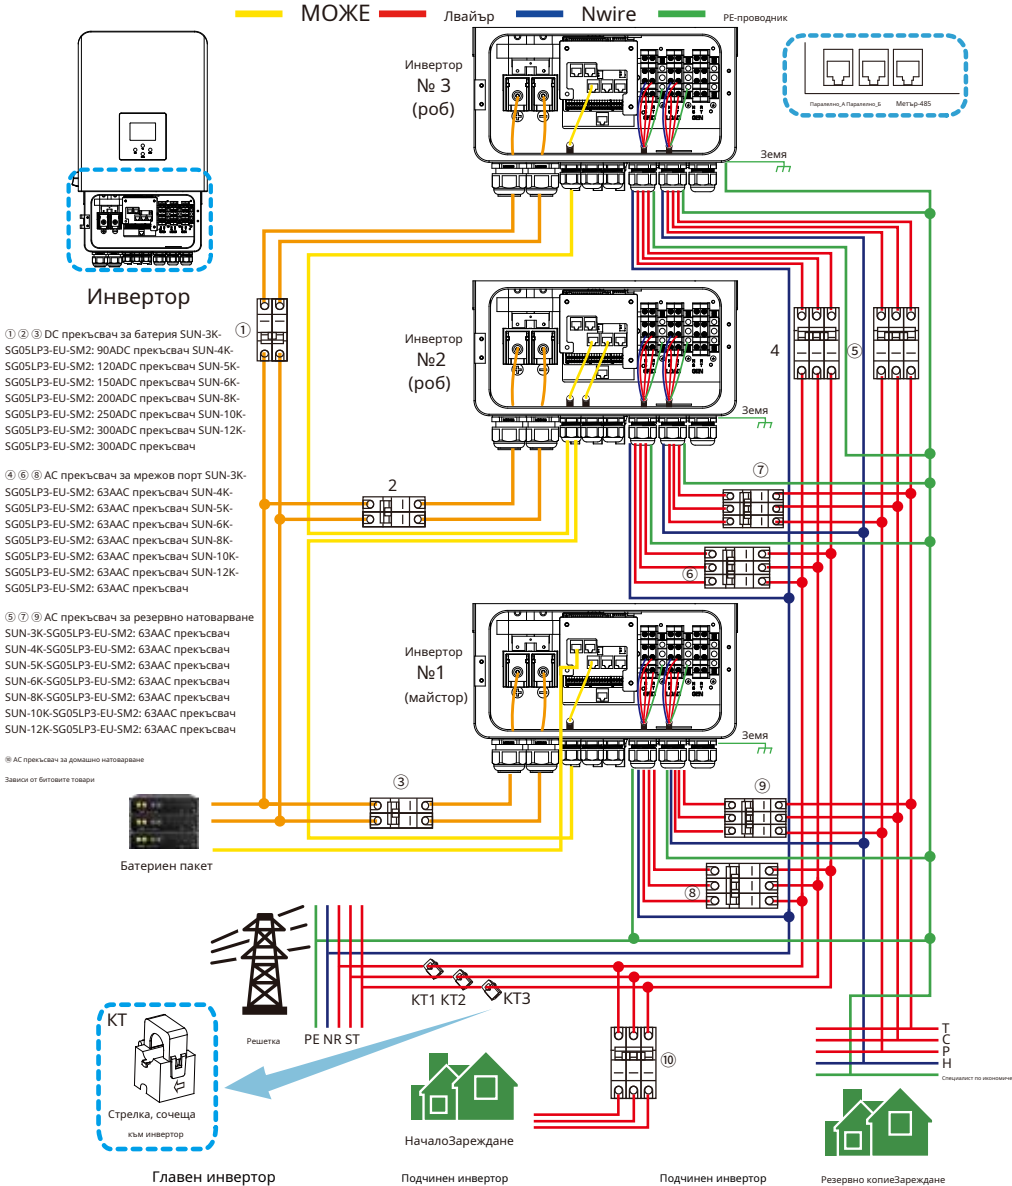 МОЖЕ Лвайър Nwire PE-проводник
Инвертор
№ 3
(роб)
Паралелно_A Паралелно_Б Метър-485
Земя
Инвертор
① ② ③ DC прекъсвач за батерия SUN-3K-
SG05LP3-EU-SM2: 90ADC прекъсвач SUN-4K-
SG05LP3-EU-SM2: 120ADC прекъсвач SUN-5K-
SG05LP3-EU-SM2: 150ADC прекъсвач SUN-6K-
SG05LP3-EU-SM2: 200ADC прекъсвач SUN-8K-
SG05LP3-EU-SM2: 250ADC прекъсвач SUN-10K-
SG05LP3-EU-SM2: 300ADC прекъсвач SUN-12K-
SG05LP3-EU-SM2: 300ADC прекъсвач
①
Инвертор
№2
(роб)
4
⑤
Земя
④ ⑥ ⑧ AC прекъсвач за мрежов порт SUN-3K-
SG05LP3-EU-SM2: 63AAC прекъсвач SUN-4K-
SG05LP3-EU-SM2: 63AAC прекъсвач SUN-5K-
SG05LP3-EU-SM2: 63AAC прекъсвач SUN-6K-
SG05LP3-EU-SM2: 63AAC прекъсвач SUN-8K-
SG05LP3-EU-SM2: 63AAC прекъсвач SUN-10K-
SG05LP3-EU-SM2: 63AAC прекъсвач SUN-12K-
SG05LP3-EU-SM2: 63AAC прекъсвач
2
⑦
⑥
⑤ ⑦ ⑨ AC прекъсвач за резервно натоварване
SUN-3K-SG05LP3-EU-SM2: 63AAC прекъсвач
SUN-4K-SG05LP3-EU-SM2: 63AAC прекъсвач
SUN-5K-SG05LP3-EU-SM2: 63AAC прекъсвач
SUN-6K-SG05LP3-EU-SM2: 63AAC прекъсвач
SUN-8K-SG05LP3-EU-SM2: 63AAC прекъсвач
SUN-10K-SG05LP3-EU-SM2: 63AAC прекъсвач
SUN-12K-SG05LP3-EU-SM2: 63AAC прекъсвач
Инвертор
№1
(майстор)
Земя
⑩ AC прекъсвач за домашно натоварване
Зависи от битовите товари
③
⑨
Батериен пакет
⑧
КТ1 КТ2 КТ3
Решетка
PE NR ST
КТ
Стрелка, сочеща
към инвертор
⑩
Т
С
Р
Н
Специалист по икономиче
НачалоЗареждане
Резервно копиеЗареждане
Главен инвертор
Подчинен инвертор
Подчинен инвертор